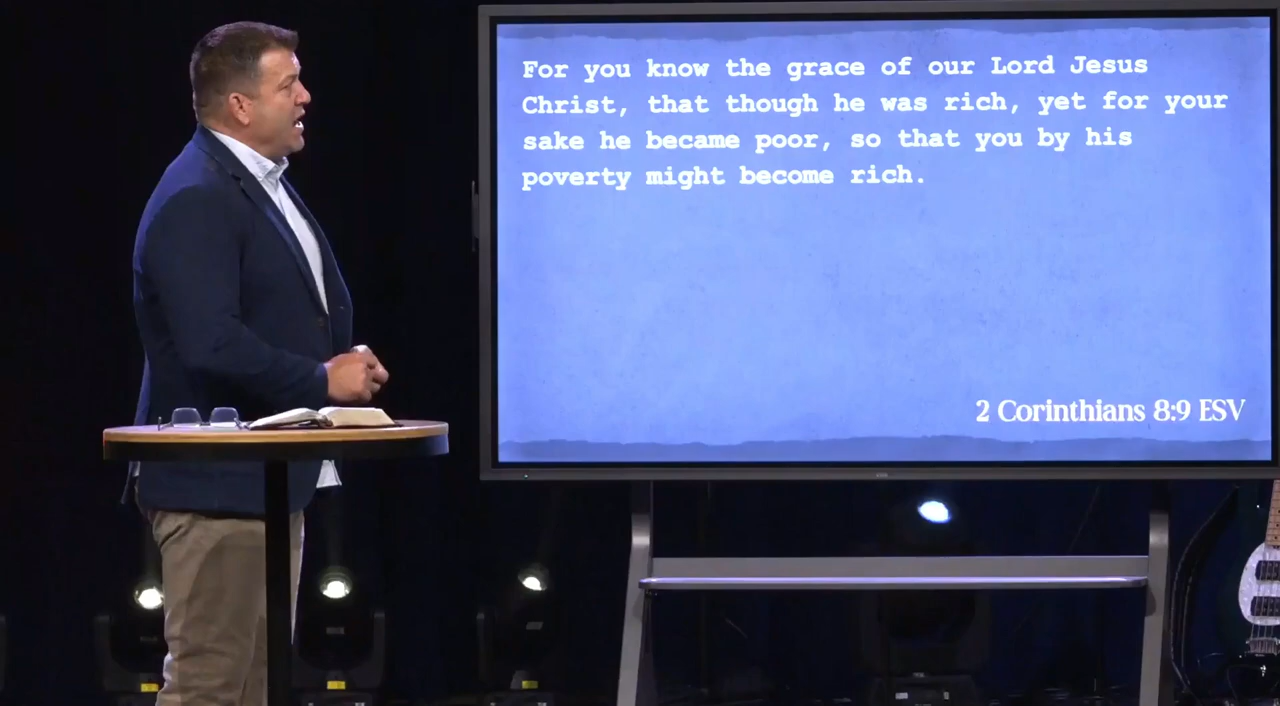 For you know the grace of our Lord Jesus
Christ, that though he was rich, yet for your
sake he became poor, so that you by his
poverty might become rich.
2 Corinthians 8:9 ESV